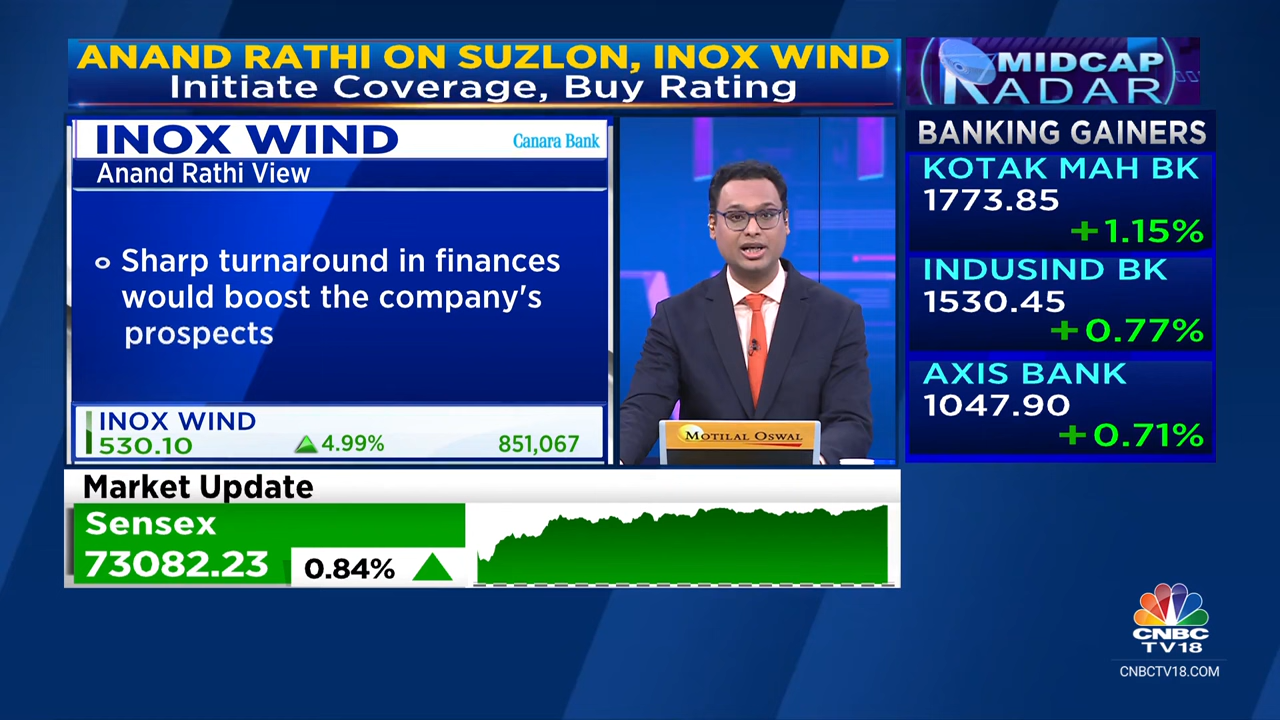 ANAND RATHI ON SUZLON, INOX WIND
Initiate Coverage, Buy Rating
MIDCAP
RADAR
INOX WIND
Canara Bank
Anand Rathi View
Sharp turnaround in finances
would boost the company's
prospects
INOX WIND
530.10
4.99%
851,067
MOTILAL OSWAL
BANKING GAINERS
KOTAK MAH BK
1773.85
+1.15%
INDUSIND BK
1530.45
+0.77%
AXIS BANK
1047.90
+0.71%
Market Update
Sensex
73082.23
0.84%
CNBC
TV18
CNBCTV18.COM